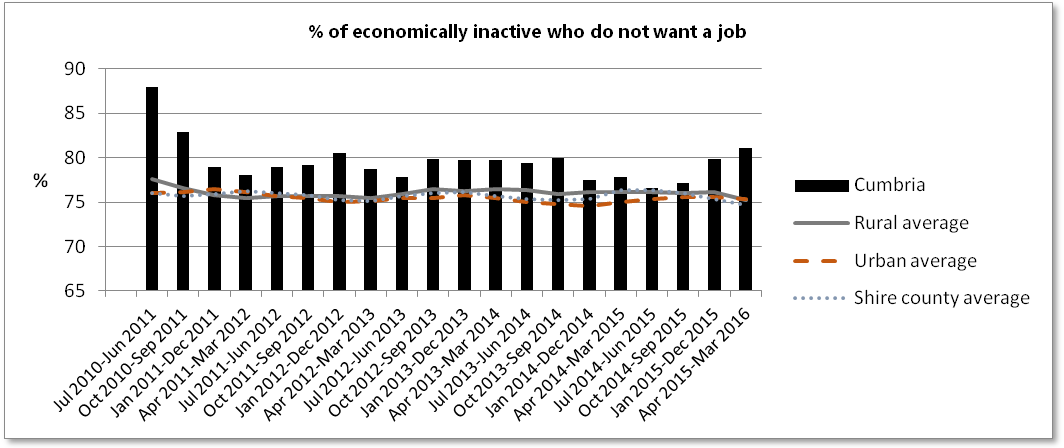 % of economically inactive who do not want a job
90
85
80
75
70
65
%
Jul 2010-Jun 2011
Oct 2010-Sep 2011
Jan 2011-Dec 2011
Apr 2011-Mar 2012
Jul 2011-Jun 2012
Oct 2011-Sep 2012
Jan 2012-Dec 2012
Apr 2012-Mar 2013
Jul 2012-Jun 2013
Oct 2012-Sep 2013
Jan 2013-Dec 2013
Apr 2013-Mar 2014
Jul 2013-Jun 2014
Oct 2013-Sep 2014
Jan 2014-Dec 2014
Apr 2014-Mar 2015
Jul 2014-Jun 2015
Oct 2014-Sep 2015
Jan 2015-Dec 2015
Apr 2015-Mar 2016
Cumbria
Rural average
Urban average
Shire county average